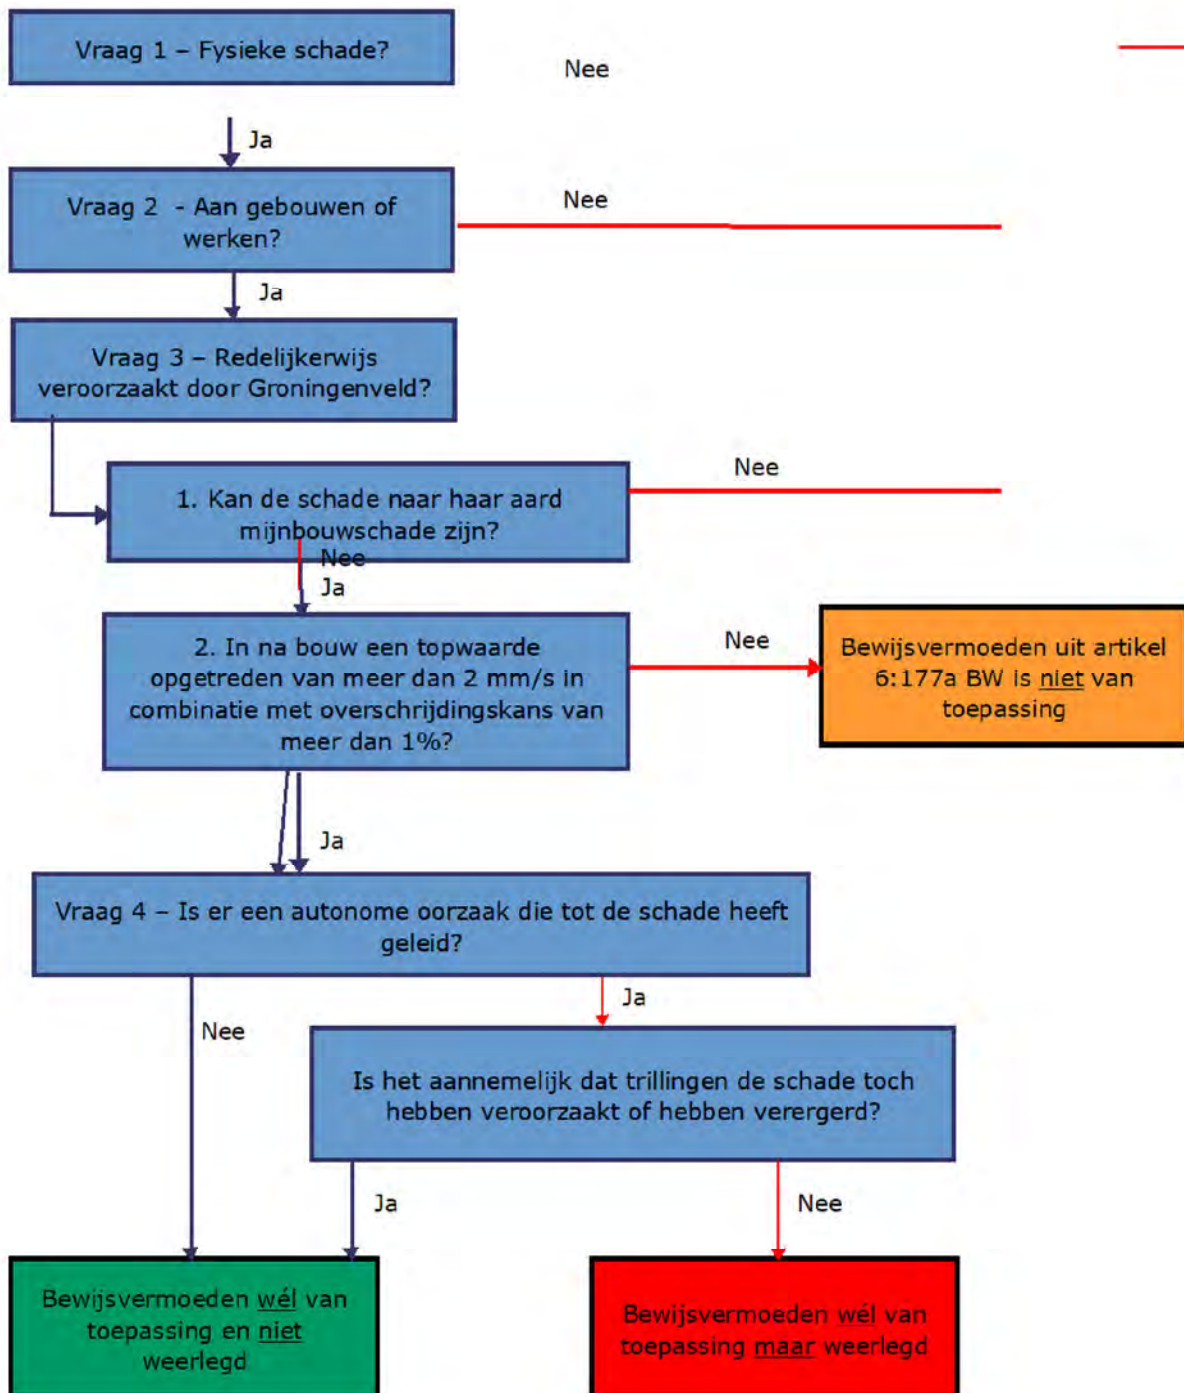 Vraag 1 – Fysieke schade?
Nee
Ja
Vraag 2 - Aan gebouwen of
werken?
Nee
Ja
Vraag 3 – Redelijkerwijs
veroorzaakt door Groningenveld?
1. Kan de schade naar haar aard
mijnbouwschade zijn?
Nee
Nee
Ja
2. In na bouw een topwaarde
opgetreden van meer dan 2 mm/s in
combinatie met overschrijdingskans van
meer dan 1%?
Nee
Bewijsvermoeden uit artikel
6:177a BW is niet van
toepassing
Ja
Vraag 4 – Is er een autonome oorzaak die tot de schade heeft
geleid?
Nee
Ja
Is het aannemelijk dat trillingen de schade toch
hebben veroorzaakt of hebben verergerd?
Ja
Nee
Bewijsvermoeden wél van
toepassing en niet
weerlegd
Bewijsvermoeden wél van
toepassing maar weerlegd